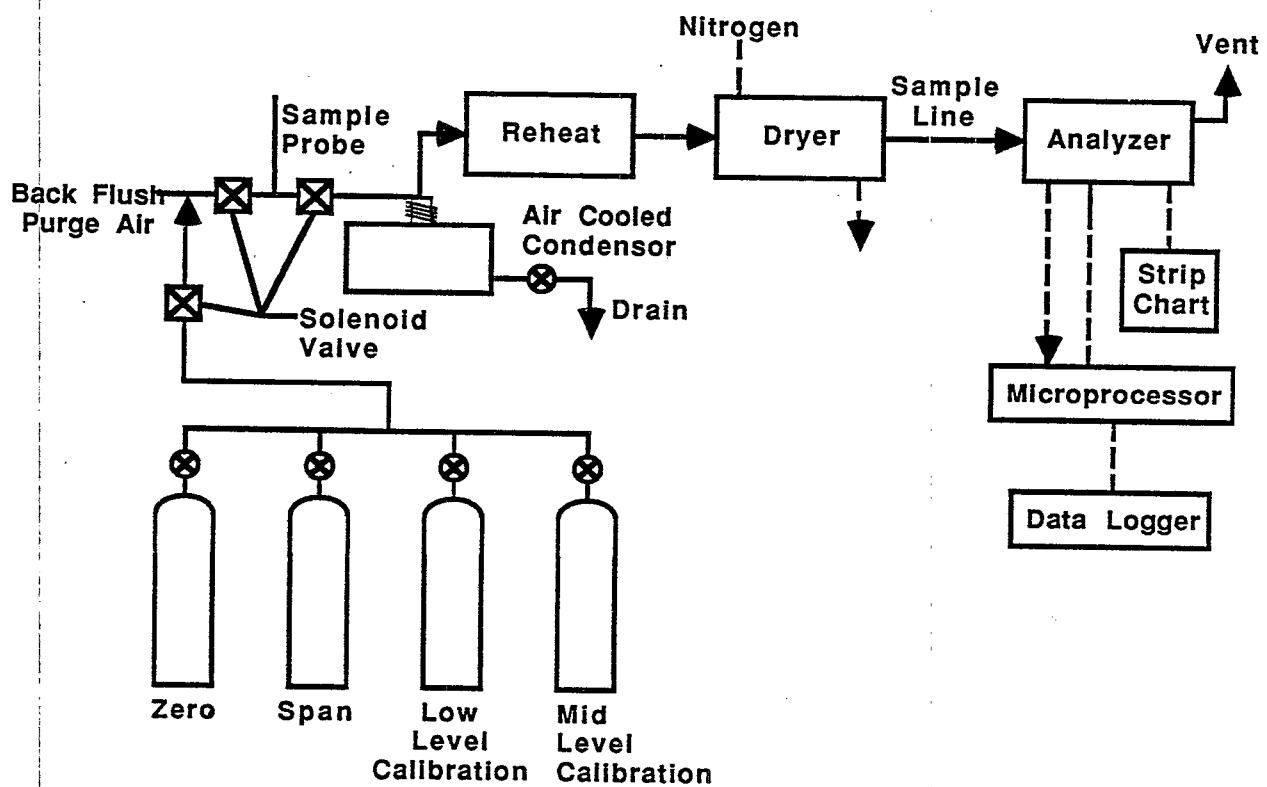 Nitrogen
Vent
Sample
Probe
Reheat
Dryer
Sample
Line
Analyzer
Back Flush
Purge Air
Air Cooled
Condensor
Drain
Solenoid
Valve
Strip
Chart
Microprocessor
Data Logger
Zero
Span
Low
Level
Calibration
Mid
Level
Calibration